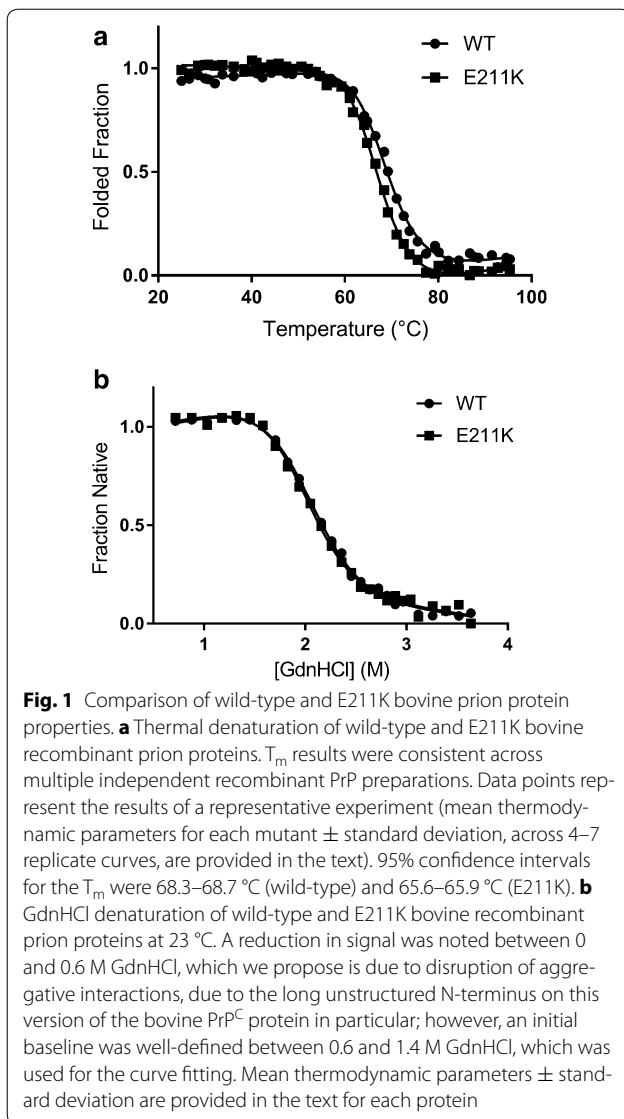 a
WT
E211K
Folded Fraction
1.0
0.5
0.0
20 40 60 80 100
Temperature (°C)
b
WT
E211K
Fraction Native
1.0
0.5
0.0
1 2 3 4
[GdnHCl] (M)
Fig. 1 Comparison of wild-type and E211K bovine prion protein
properties. a Thermal denaturation of wild-type and E211K bovine
recombinant prion proteins. Tm results were consistent across
multiple independent recombinant PrP preparations. Data points rep-
resent the results of a representative experiment (mean thermody-
namic parameters for each mutant ± standard deviation, across 4–7
replicate curves, are provided in the text). 95% confidence intervals
for the Tm were 68.3–68.7 °C (wild-type) and 65.6–65.9 °C (E211K). b
GdnHCl denaturation of wild-type and E211K bovine recombinant
prion proteins at 23 °C. A reduction in signal was noted between 0
and 0.6 M GdnHCl, which we propose is due to disruption of aggre-
gative interactions, due to the long unstructured N-terminus on this
version of the bovine PrPC protein in particular; however, an initial
baseline was well-defined between 0.6 and 1.4 M GdnHCl, which was
used for the curve fitting. Mean thermodynamic parameters ± stand-
ard deviation are provided in the text for each protein